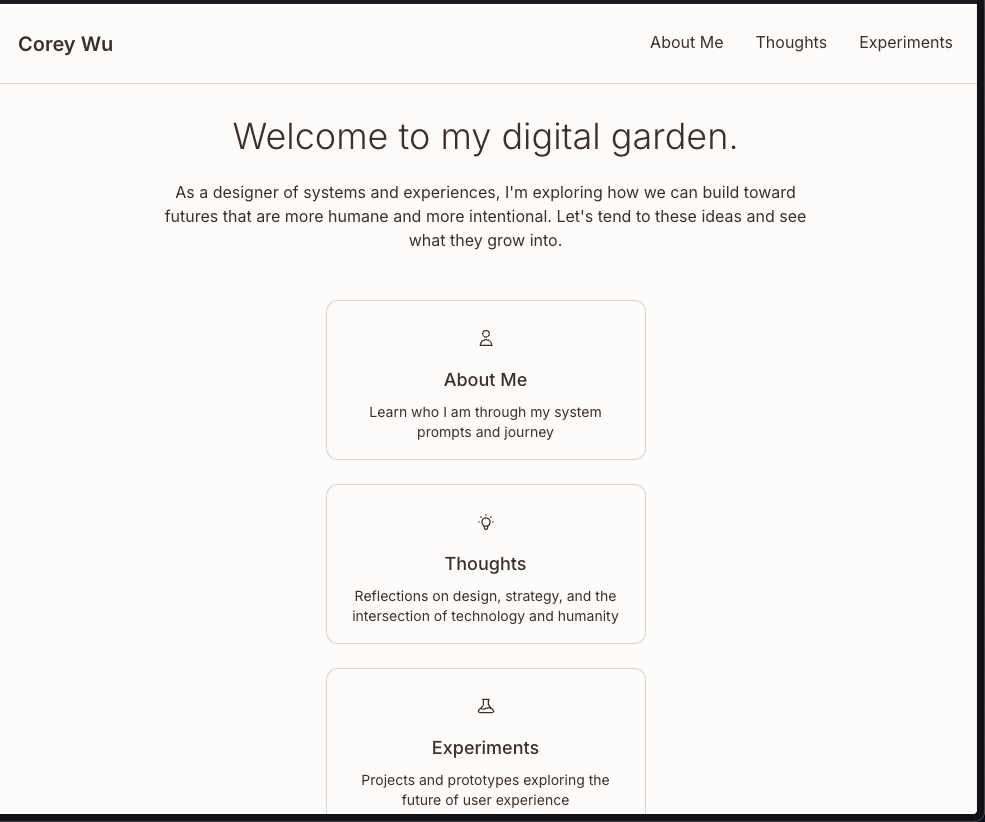 Corey Wu
About Me
Thoughts
Experiments
Welcome to my digital garden.
As a designer of systems and experiences, I'm exploring how we can build toward
futures that are more humane and more intentional. Let's tend to these ideas and see
what they grow into.
About Me
Learn who I am through my system
prompts and journey
Thoughts
Reflections on design, strategy, and the
intersection of technology and humanity
Experiments
Projects and prototypes exploring the
future of user experience